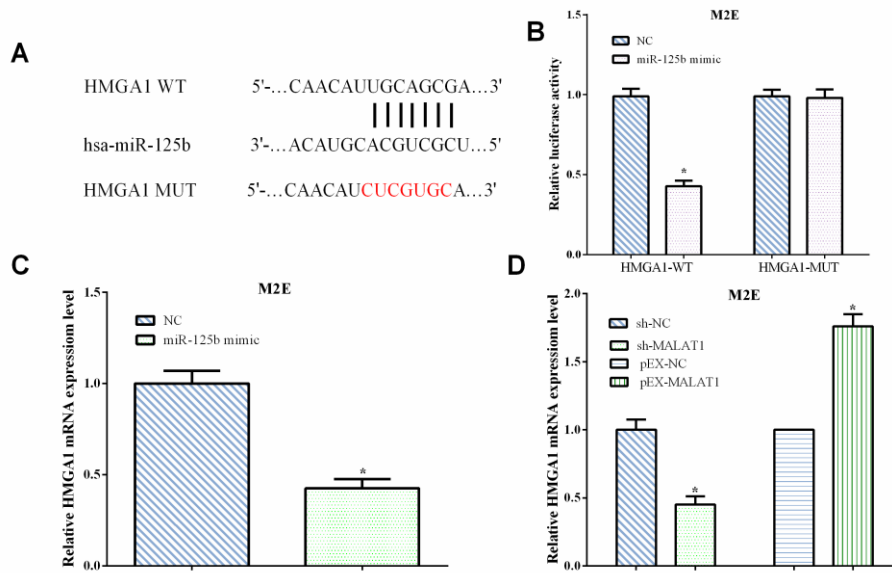 A
HMGA1 WT 5'-…CAACAUUGCAGCGA…3'
hsa-miR-125b 3'-…ACAUGCACGUCGCU…5'
HMGA1 MUT 5'-…CAACAUCUCGUGCA…3'
B
M2E
NC
miR-125b mimic
Relative luciferase activity
1.5
1.0
0.5
0.0
*
HMGA1-WT HMGA1-MUT
C
M2E
NC
miR-125b mimic
Relative HMGA1 mRNA expressiom level
1.5
1.0
0.5
0.0
*
D
M2E
sh-NC
sh-MALAT1
pEX-NC
pEX-MALAT1
Relative HMGA1 mRNA expressiom level
2.0
1.5
1.0
0.5
0.0
*
*